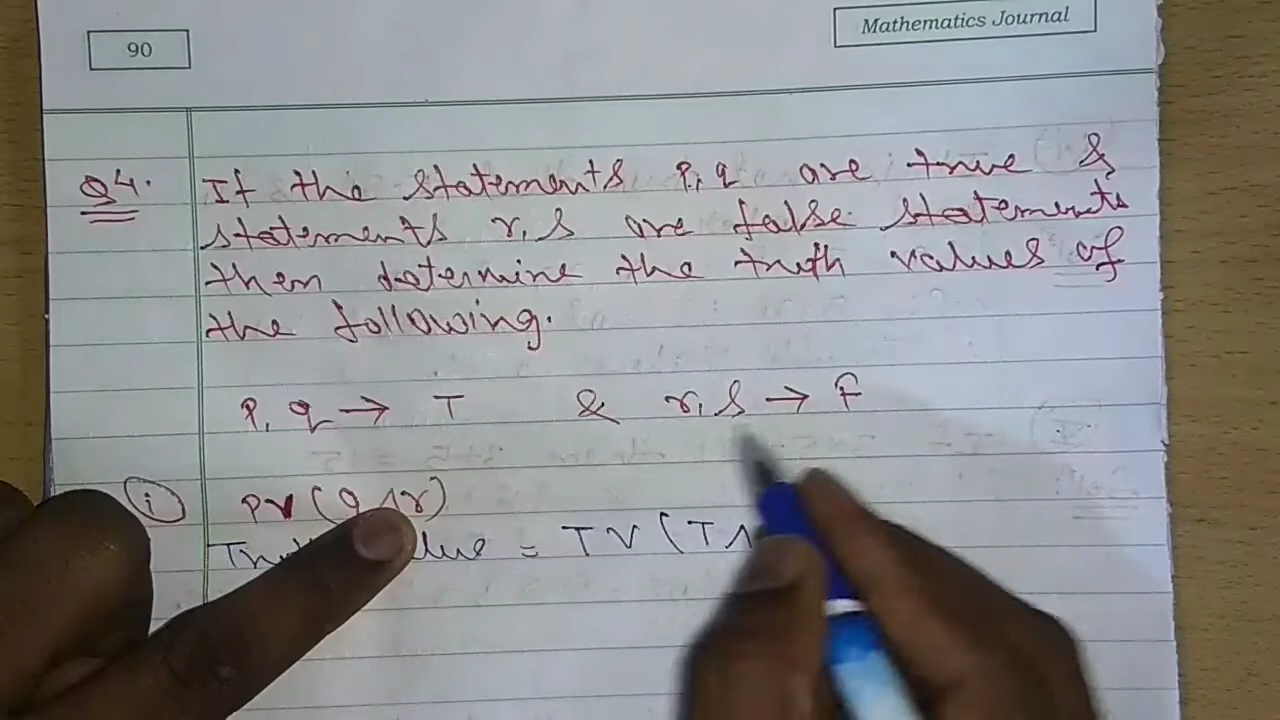 90
Mathematics Journal
Q4. If the statements p, q are true &
statements r, s are false statements
then determine the truth values of
the following.
p, q → T & r, s → F
(i) p∨(q∧r)
= T∨(T∧